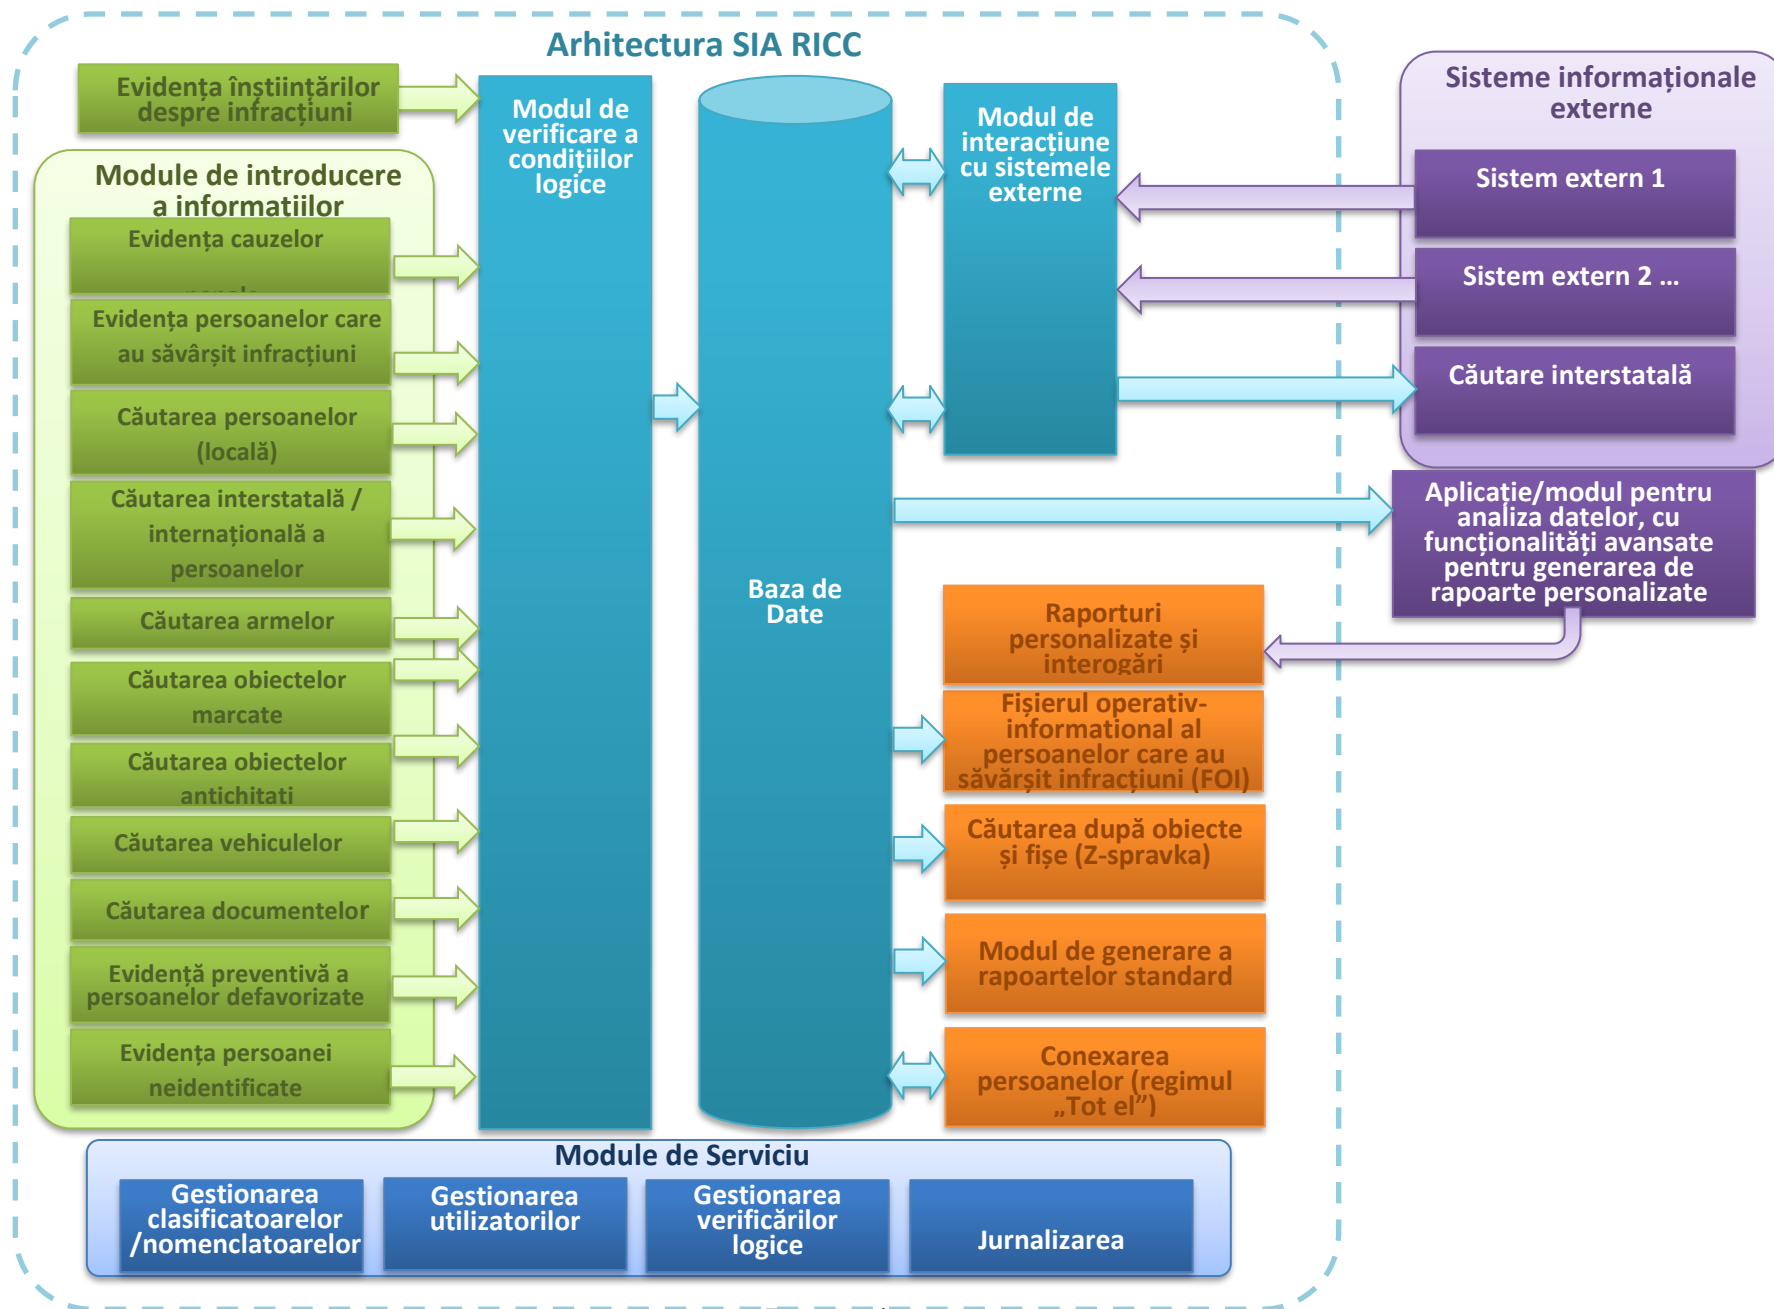 Arhitectura SIA RICC
Evidența înștiințărilor
despre infracțiuni
Module de introducere
a informațiilor
Evidența cauzelor
Evidența persoanelor care
au săvârșit infracțiuni
Căutarea persoanelor
(locală)
Căutarea interstatală /
internațională a
persoanelor
Căutarea armelor
Căutarea obiectelor
marcate
Căutarea obiectelor
antichitati
Căutarea vehiculelor
Căutarea documentelor
Evidență preventivă a
persoanelor defavorizate
Evidența persoanei
neidentificate
Modul de
verificare a
condițiilor
logice
Baza de
Date
Modul de
interacțiune
cu sistemele
externe
Sisteme informaționale
externe
Sistem extern 1
Sistem extern 2 ...
Căutare interstatală
Aplicație/modul pentru
analiza datelor, cu
funcționalități avansate
pentru generarea de
rapoarte personalizate
Raporturi
personalizate și
interogări
Fișierul operativ-
informațional al
persoanelor care au
săvărșit infracțiuni (FOI)
Căutarea după obiecte
și fișe (Z-spravka)
Modul de generare a
rapoartelor standard
Conexarea
persoanelor (regimul
„Tot el”)
Module de Serviciu
Gestionarea
clasificatoarelor
/nomenclatoarelor
Gestionarea
utilizatorilor
Gestionarea
verificărilor
logice
Jurnalizarea